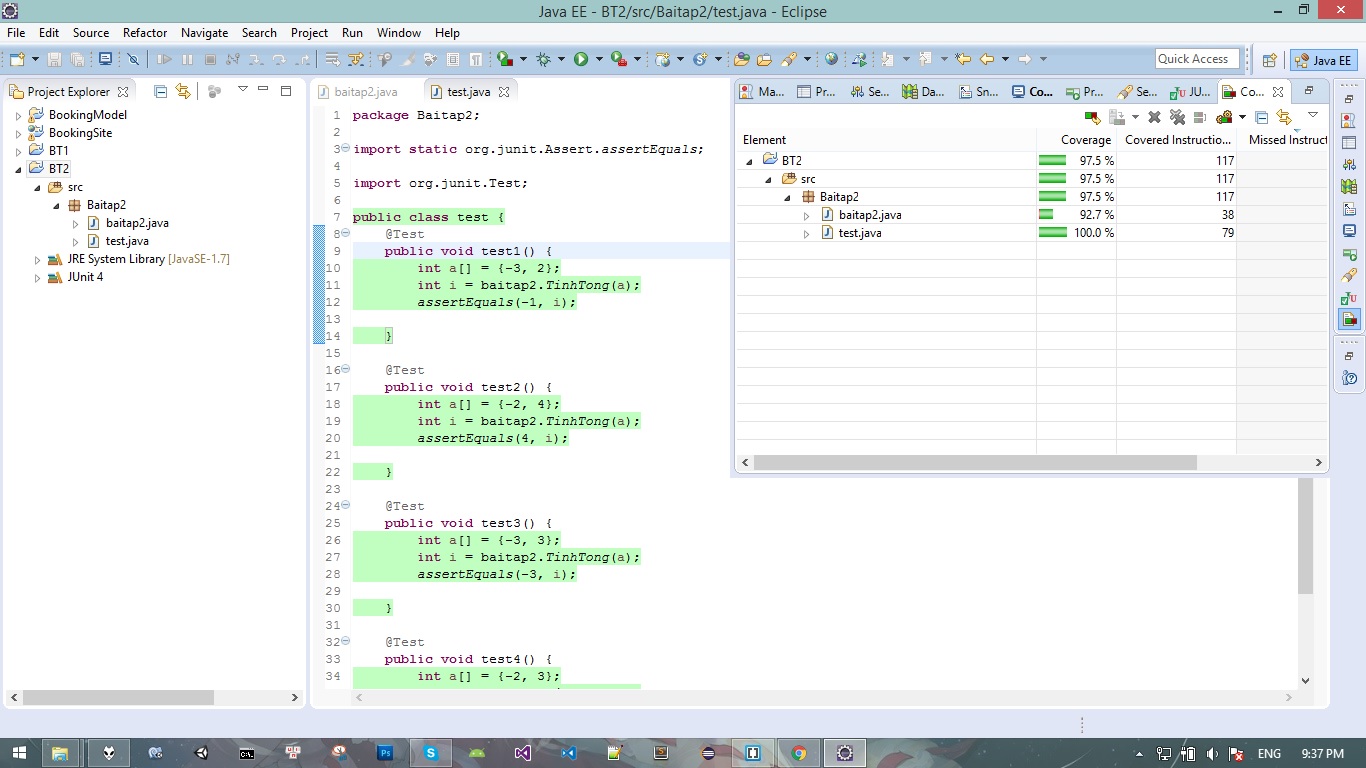 Java EE - BT2/src/Baitap2/test.java - Eclipse
File Edit Source Refactor Navigate Search Project Run Window Help
Quick Access
Java EE
Project Explorer
BookingModel
BookingSite
BT1
BT2
src
Baitap2
baitap2.java
test.java
JRE System Library [JavaSE-1.7]
JUnit 4
baitap2.java test.java
1 package Baitap2;
2
3 import static org.junit.Assert.assertEquals;
4
5 import org.junit.Test;
6
7 public class test {
8 @Test
9 public void test1() {
10 int a[] = {-3, 2};
11 int i = baitap2.TinhTong(a);
12 assertEquals(-1, i);
13
14 }
15
16 @Test
17 public void test2() {
18 int a[] = {-2, 4};
19 int i = baitap2.TinhTong(a);
20 assertEquals(4, i);
21
22 }
23
24 @Test
25 public void test3() {
26 int a[] = {-3, 3};
27 int i = baitap2.TinhTong(a);
28 assertEquals(-3, i);
29
30 }
31
32 @Test
33 public void test4() {
34 int a[] = {-2, 3};
Ma... Pr... Se... Da... Sn... Co... Pr... Se... JU... Co...
Element Coverage Covered Instructio... Missed Instruct
BT2 97.5 % 117
src 97.5 % 117
Baitap2 97.5 % 117
baitap2.java 92.7 % 38
test.java 100.0 % 79
ENG 9:37 PM